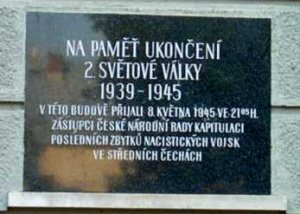 NA PAMĚŤ UKONČENÍ
2. SVĚTOVÉ VÁLKY
1939-1945
V TÉTO BUDOVĚ PŘIJALI 8. KVĚTNA 1945 VE 21⁰⁵H.
ZÁSTUPCI ČESKÉ NÁRODNÍ RADY KAPITULACI
POSLEDNÍCH ZBYTKŮ NACISTICKÝCH VOJSK
VE STŘEDNÍCH ČECHÁCH